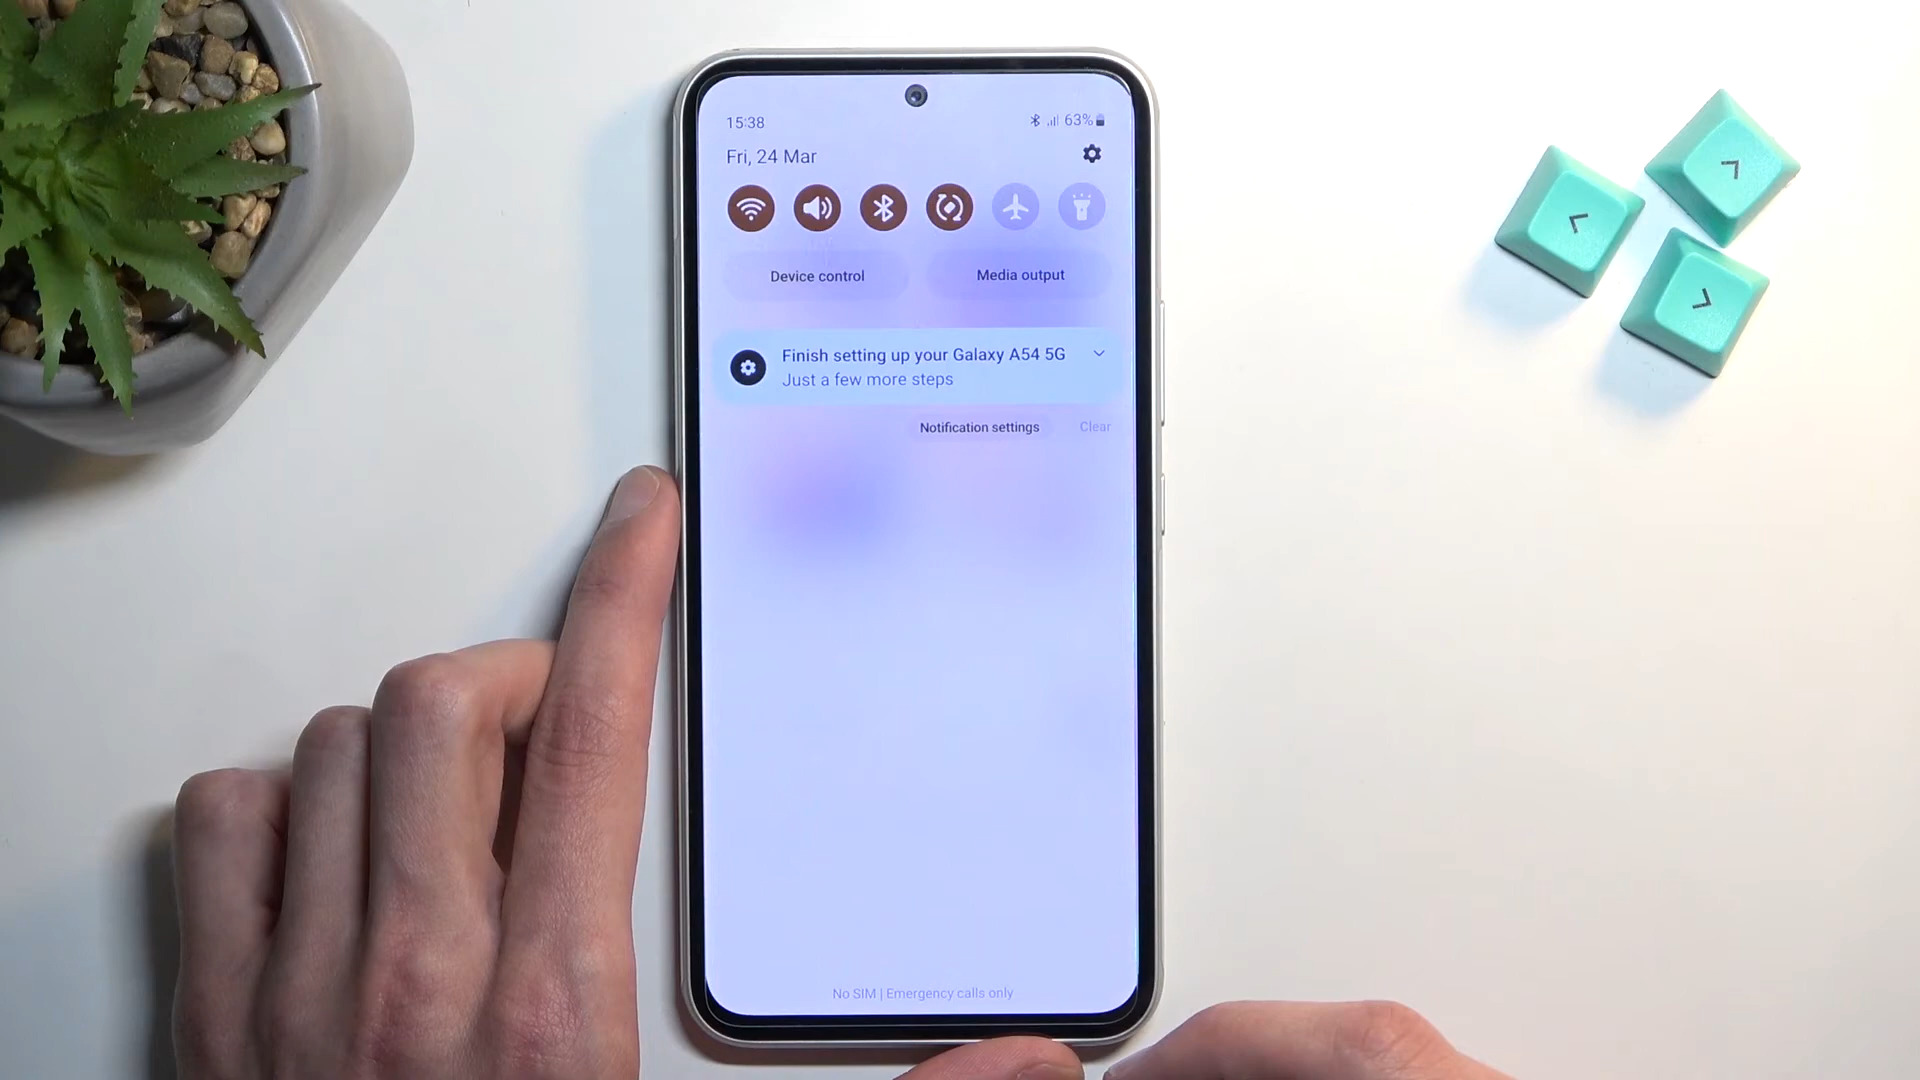 15:38
63%
Fri, 24 Mar
Device control
Media output
Finish setting up your Galaxy A54 5G
Just a few more steps
Notification settings
Clear
No SIM | Emergency calls only